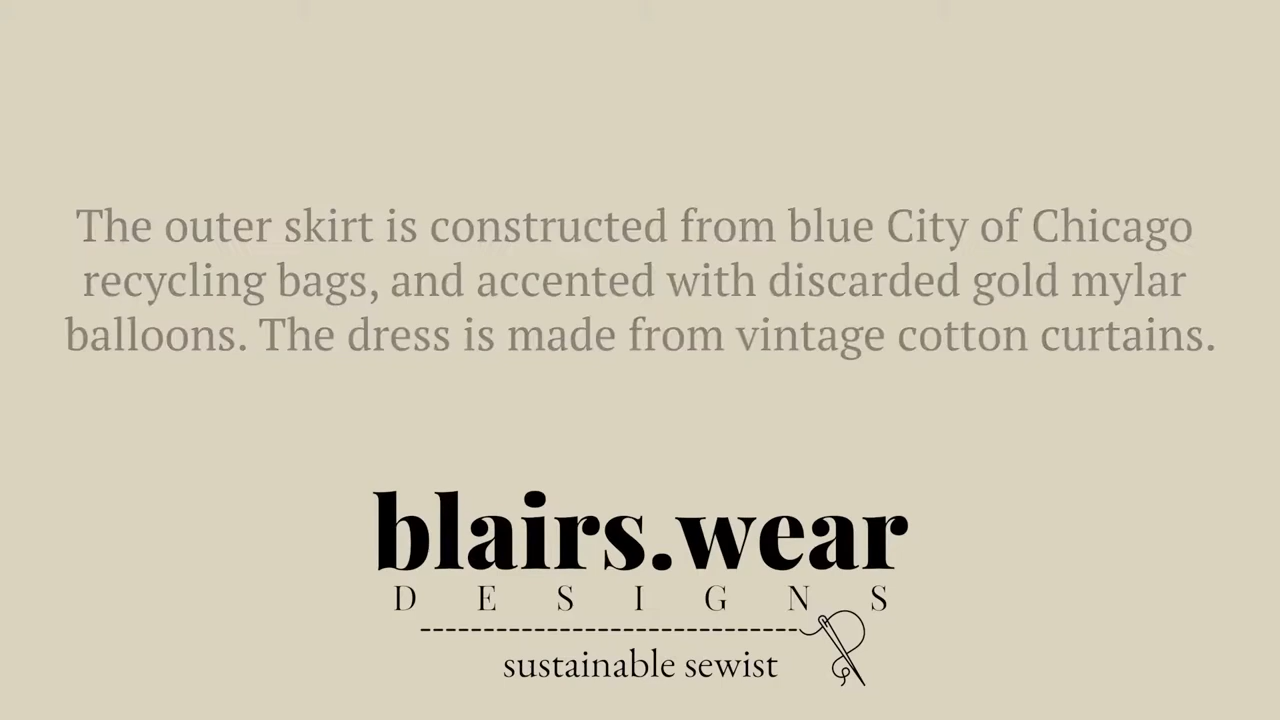 The outer skirt is constructed from blue City of Chicago
recycling bags, and accented with discarded gold mylar
balloons. The dress is made from vintage cotton curtains.
blairs.wear
DESIGNS
sustainable sewist